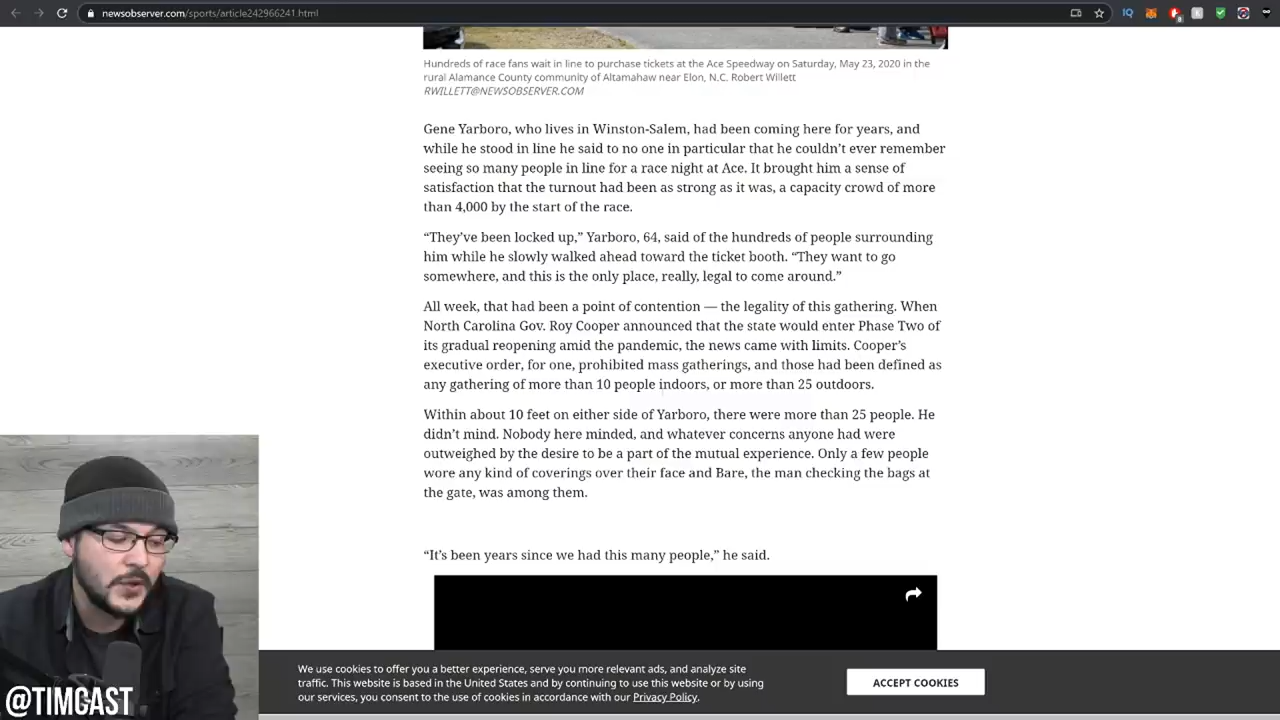 newsobserver.com/sports/article242966241.html
Hundreds of race fans wait in line to purchase tickets at the Ace Speedway on Saturday, May 23, 2020 in the
rural Alamance County community of Altamahaw near Elon, N.C. Robert Willett
RWILLETT@NEWSOBSERVER.COM
Gene Yarboro, who lives in Winston-Salem, had been coming here for years, and
while he stood in line he said to no one in particular that he couldn’t ever remember
seeing so many people in line for a race night at Ace. It brought him a sense of
satisfaction that the turnout had been as strong as it was, a capacity crowd of more
than 4,000 by the start of the race.
“They’ve been locked up,” Yarboro, 64, said of the hundreds of people surrounding
him while he slowly walked ahead toward the ticket booth. “They want to go
somewhere, and this is the only place, really, legal to come around.”
All week, that had been a point of contention — the legality of this gathering. When
North Carolina Gov. Roy Cooper announced that the state would enter Phase Two of
its gradual reopening amid the pandemic, the news came with limits. Cooper’s
executive order, for one, prohibited mass gatherings, and those had been defined as
any gathering of more than 10 people indoors, or more than 25 outdoors.
Within about 10 feet on either side of Yarboro, there were more than 25 people. He
didn’t mind. Nobody here minded, and whatever concerns anyone had were
outweighed by the desire to be a part of the mutual experience. Only a few people
wore any kind of coverings over their face and Bare, the man checking the bags at
the gate, was among them.
“It’s been years since we had this many people,” he said.
We use cookies to offer you a better experience, serve you more relevant ads, and analyze site
traffic. This website is based in the United States and by continuing to use this website or by using
our services, you consent to the use of cookies in accordance with our Privacy Policy.
ACCEPT COOKIES
@TIMCAST